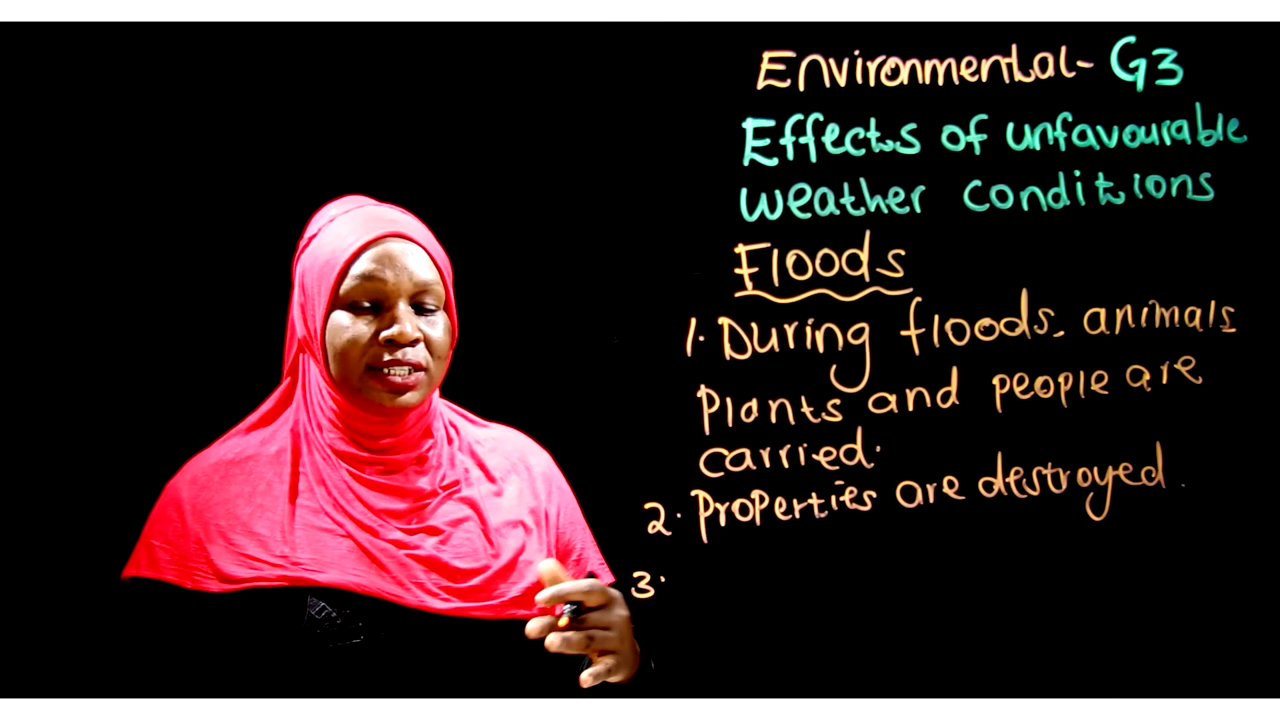 Environmental- G3
Effects of unfavourable
weather conditions
Floods
1. During floods. animals
Plants and people are
carried.
2. Properties are destroyed.
3.